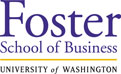 Foster
School of Business
UNIVERSITY of WASHINGTON